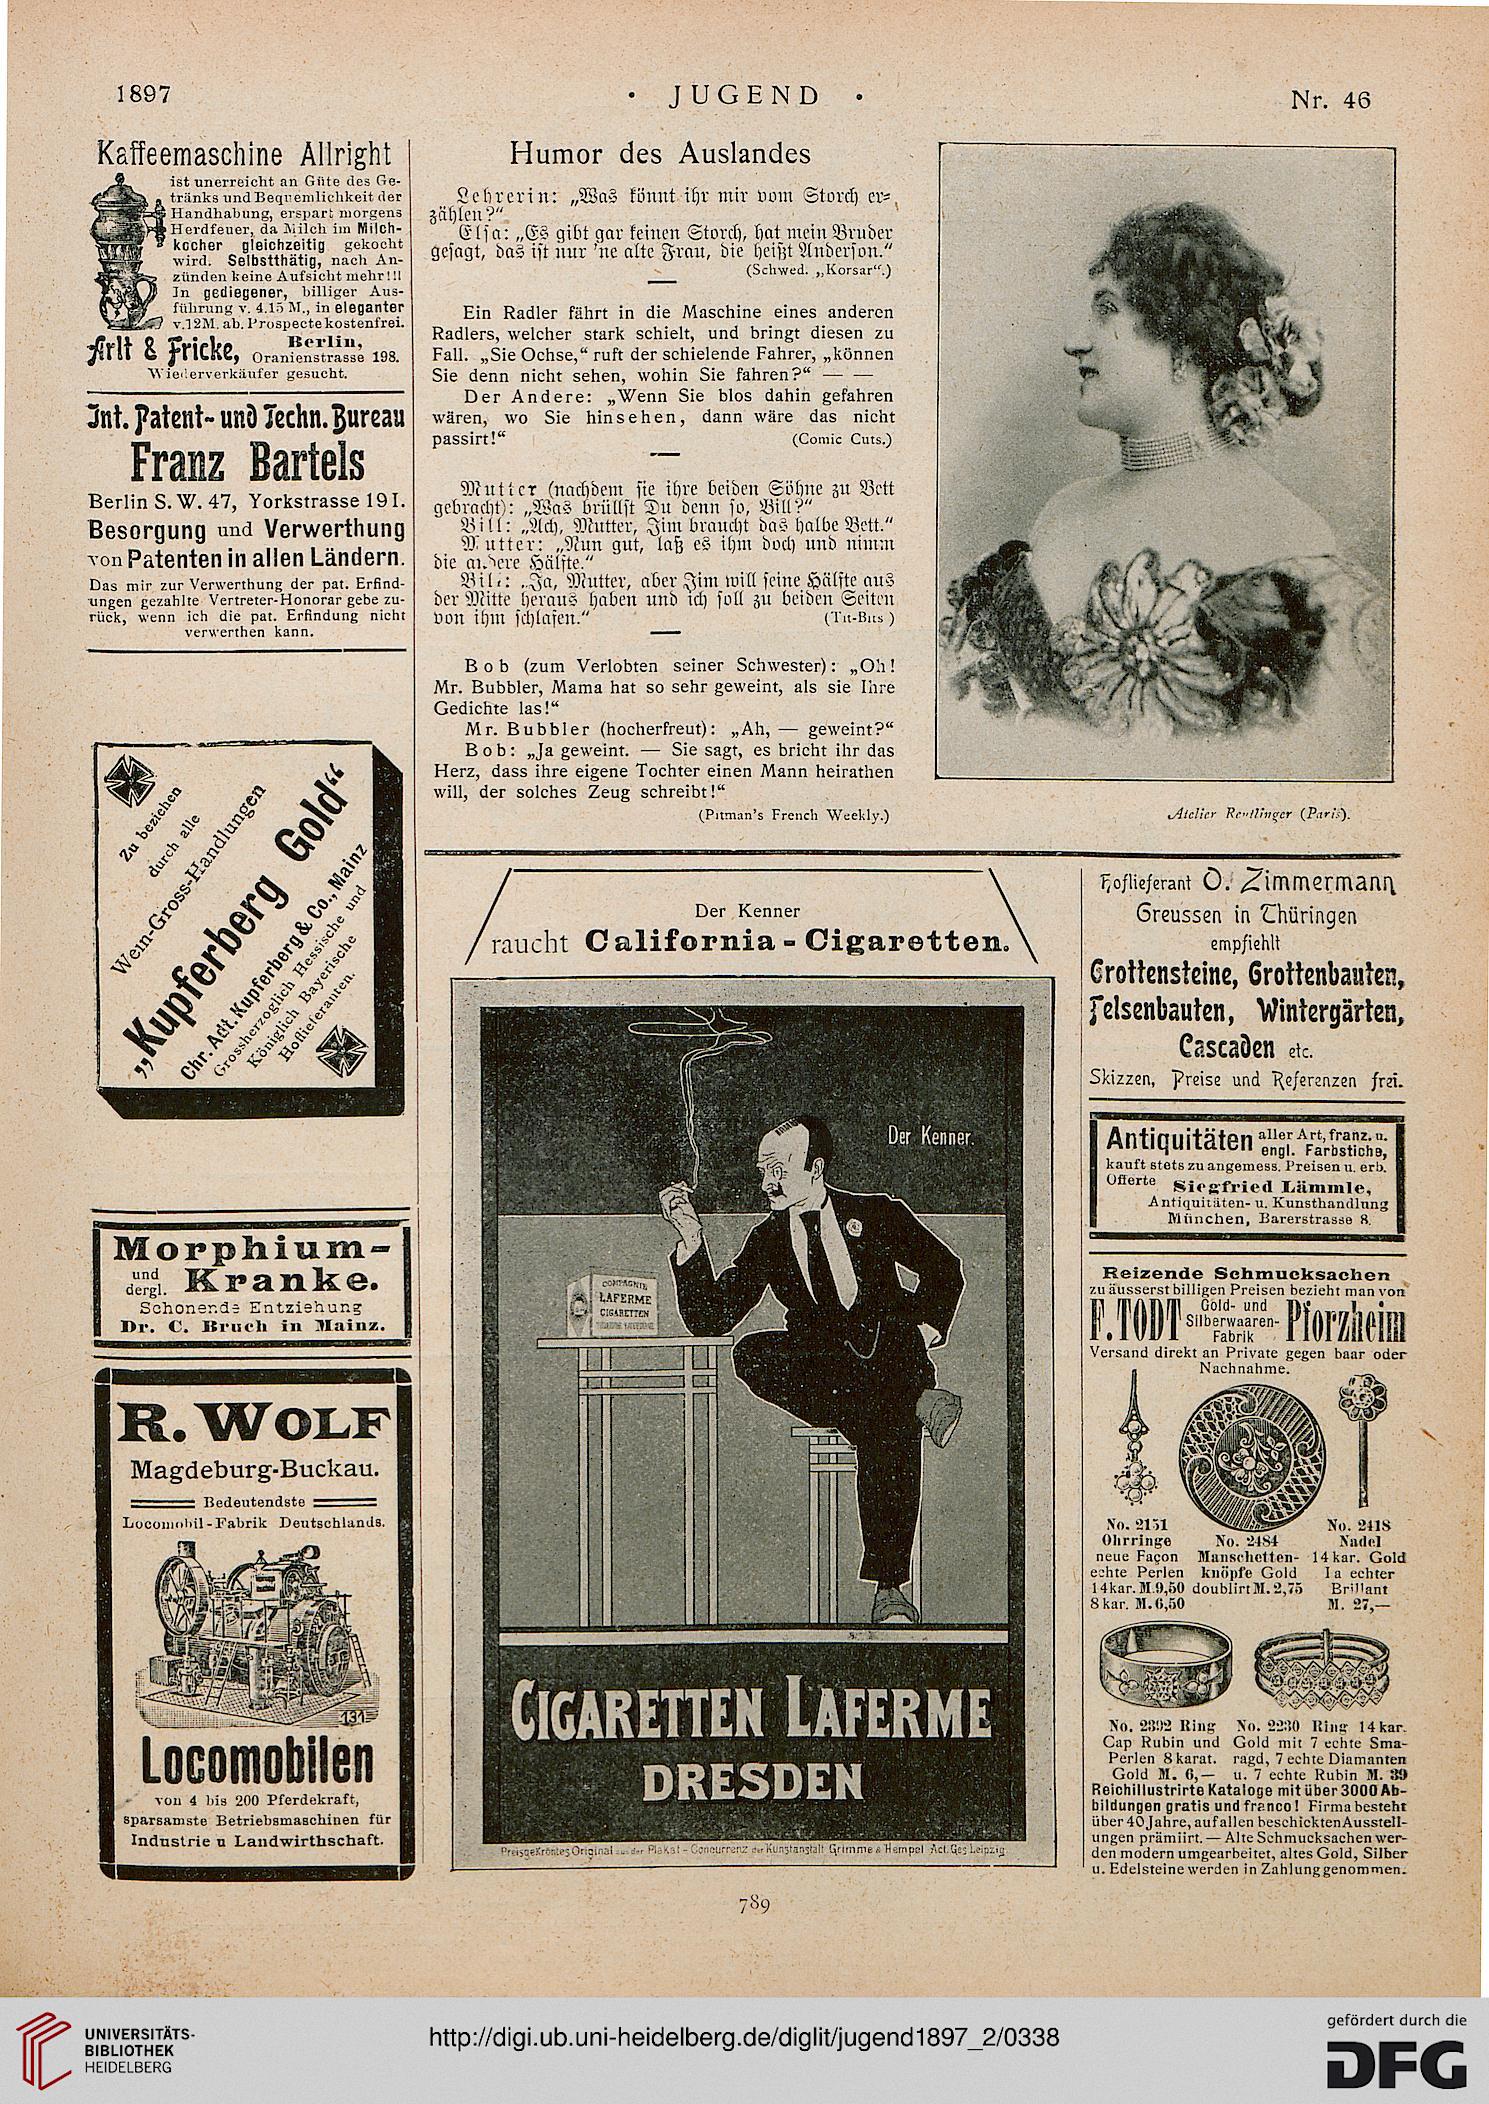 1897
• JUGEND •
Nr. 46
Kaffeemaschine Allright
ist unerreicht an Güte des Ge-
tränks und Bequemlichkeit der
Handhabung, erspart morgens
Herdfeuer, da Milch im Milch-
kocher gleichzeitig gekocht
wird. Selbstthätig, nach An-
zünden keine Aufsicht mehr!!!
In gediegener, billiger Aus-
führung v. 4.15 M., in eleganter
v. 12M. ab. Prospecte kostenfrei.
Arlt & Fricke, Berlin,
Oranienstrasse 198.
Wiederverkäufer gesucht.
Int. Patent- und Techn. Bureau
Franz Bartels
Berlin S. W. 47, Yorkstrasse 19 I.
Besorgung und Verwerthung
von Patenten in allen Ländern.
Das mir zur Verwerthung der pat. Erfind-
ungen gezahlte Vertreter-Honorar gebe zu-
rück, wenn ich die pat. Erfindung nicht
verwerthen kann.
Zu beziehen
durch alle
Wein-Gross-Handlungen
„Kupferberg Gold“
Chr. Adt. Kupferberg & Co., Mainz
Grossherzoglich Hessische und
Königlich Bayerische
Hoflieferanten.
Morphium-
und dergl. Kranke.
Schonende Entziehung
Dr. C. Bruch in Mainz.
R. WOLF
Magdeburg-Buckau.
Bedeutendste
Locomobil-Fabrik Deutschlands.
131
Locomobilen
von 4 bis 200 Pferdekraft,
sparsamste Betriebsmaschinen für
Industrie u Landwirthschaft.
Humor des Auslandes
Lehrerin: „Was könnt ihr mir vom Storch er-
zählen?“
Elsa: „Es gibt gar keinen Storch, hat mein Bruder
gesagt, das ist nur 'ne alte Frau, die heißt Anderson.“
(Schwed. „Korsar“.)
Ein Radler fährt in die Maschine eines anderen
Radlers, welcher stark schielt, und bringt diesen zu
Fall. „Sie Ochse,“ ruft der schielende Fahrer, „können
Sie denn nicht sehen, wohin Sie fahren?“ — —
Der Andere: „Wenn Sie blos dahin gefahren
wären, wo Sie hinsehen, dann wäre das nicht
passirt!“ (Comic Cuts.)
Mutter (nachdem sie ihre beiden Söhne zu Bett
gebracht): „Was brüllst Du denn so, Bill?“
Bill: „Ach, Mutter, Jim braucht das halbe Bett.“
Mutter: „Nun gut, laß es ihm doch und nimm
die andere Hälfte.“
Bill: „Ja, Mutter, aber Jim will seine Hälfte aus
der Mitte heraus haben und ich soll zu beiden Seiten
von ihm schlafen.“ (Tit-Bits)
Bob (zum Verlobten seiner Schwester): „Oh!
Mr. Bubbler, Mama hat so sehr geweint, als sie Ihre
Gedichte las!“
Mr. Bubbler (hocherfreut): „Ah, — geweint?“
Bob: „Ja geweint. — Sie sagt, es bricht ihr das
Herz, dass ihre eigene Tochter einen Mann heirathen
will, der solches Zeug schreibt!“
(Pitman's French Weekly.)
Atelier Reutlinger (Paris).
Der Kenner
raucht California-Cigaretten.
Der Kenner.
COMPAGNIE
LAFERME
CIGARETTEN
CIGARETTEN LAFERME
DRESDEN
Preisgekröntes Original aus der Plakat-Concurrenz der Kunstanstalt Grimme & Hempel Act. Ges Leipzig
Hoflieferant O. Zimmermann
Greussen in Thüringen
empfiehlt
Grottensteine, Grottenbauten,
Felsenbauten, Wintergärten,
Cascaden etc.
Skizzen, Preise und Referenzen frei.
Antiquitäten aller Art, franz. u.
engl. Farbstiche,
kauft stets zu angemess. Preisen u. erb.
Offerte Siegfried Lämmle,
Antiquitäten- u. Kunsthandlung
München, Barerstrasse 8.
Reizende Schmucksachen
zu äusserst billigen Preisen bezieht man von
F. TODT Gold- und Silberwaaren-Fabrik Pforzheim
Versand direkt an Private gegen baar oder
Nachnahme.
No. 2151
Ohrringe
neue Façon
echte Perlen
14kar. M 9,50
8 kar. M. 6,50
No. 2484
Manschetten-
knöpfe Gold
doublirt M. 2,75
No. 2418
Nadel
14 kar. Gold
1a echter
Brillant
M. 27,—
No. 2392 Ring
Cap Rubin und
Perlen 8 karat.
Gold M. 6,—
No. 2230 Ring 14 kar.
Gold mit 7 echte Sma-
ragd, 7 echte Diamanten
u. 7 echte Rubin M. 39
Reichillustrirte Kataloge mit über 3000 Ab-
bildungen gratis und franco! Firma besteht
über 40 Jahre, auf allen beschickten Ausstell-
ungen prämiirt. — Alte Schmucksachen wer-
den modern umgearbeitet, altes Gold, Silber
u. Edelsteine werden in Zahlung genommen.
789
UNIVERSITÄTS-
BIBLIOTHEK
HEIDELBERG
http://digi.ub.uni-heidelberg.de/diglit/jugend1897_2/0338
gefördert durch die
DFG